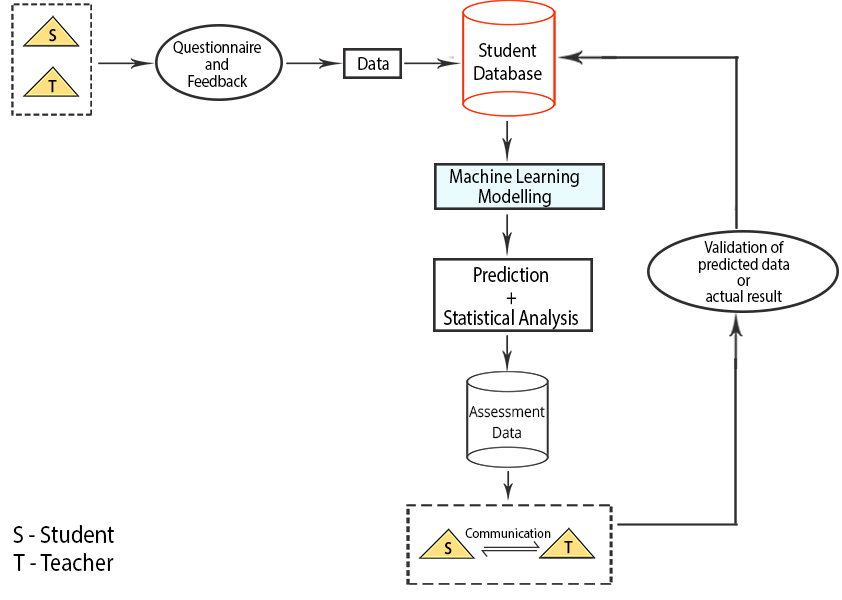 S
T
Questionnaire
and
Feedback
Data
Student
Database
Machine Learning
Modelling
Prediction
+
Statistical Analysis
Assessment
Data
Communication
S
T
Validation of
predicted data
or
actual result
S - Student
T - Teacher